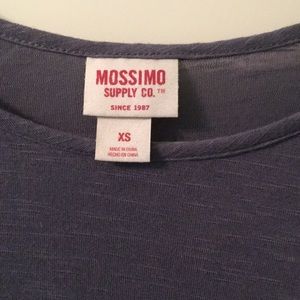 MOSSIMO
SUPPLY CO.™
SINCE 1987
XS
MADE IN CHINA
HECHO EN CHINA